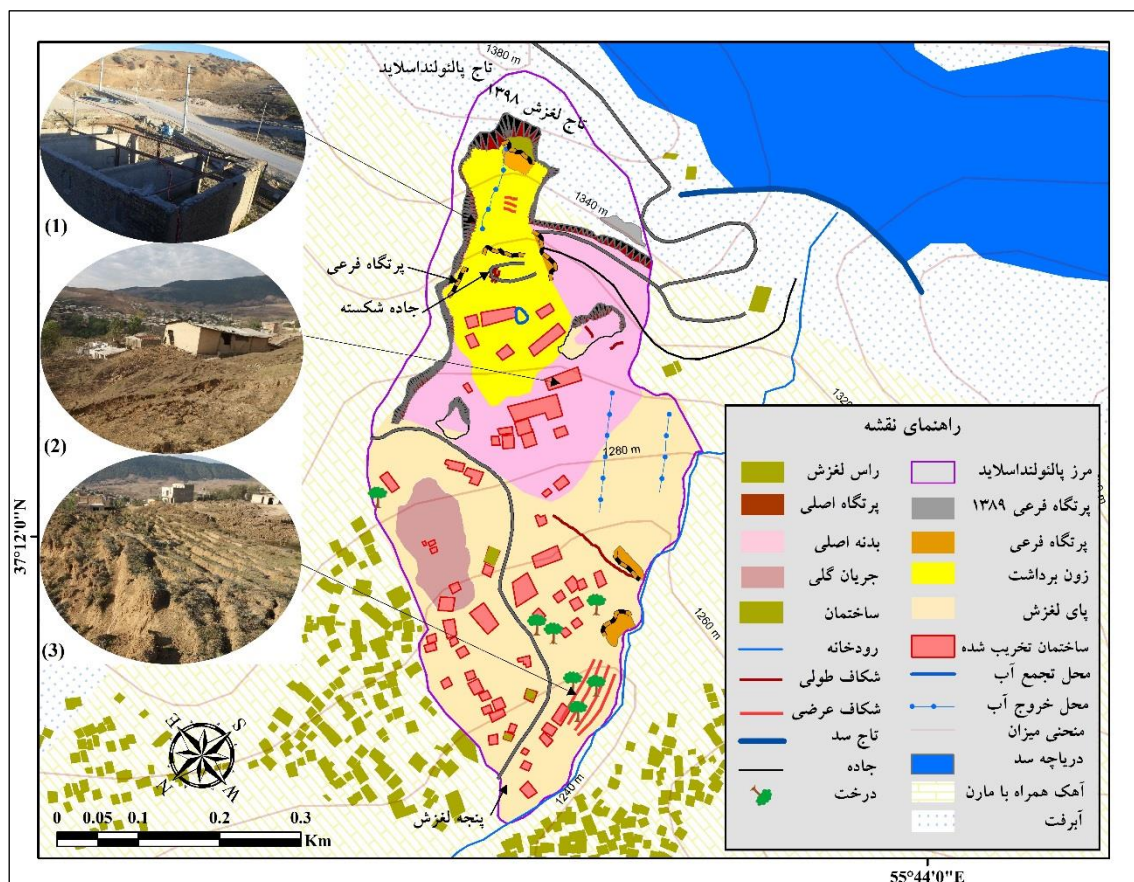 1380 m
تاج پالئولنداسلاید
تاج لغزش ۱۳۹۸
1340 m
(1)
پرتگاه فرعی
جاده شکسته
(2)
1320
1280 m
(3)
1260 m
1240 m
پنجه لغزش
37°12'0"N
55°44'0"E
S
E
W
N
0 0.05 0.1 0.2 0.3
Km
راهنمای نقشه
مرز پالئولنداسلاید
راس لغزش
پرتگاه فرعی ۱۳۸۹
پرتگاه اصلی
پرتگاه فرعی
بدنه اصلی
زون برداشت
جریان گلی
پای لغزش
ساختمان
ساختمان تخریب شده
رودخانه
محل تجمع آب
شکاف طولی
محل خروج آب
شکاف عرضی
منحنی میزان
تاج سد
دریاچه سد
جاده
آهک همراه با مارن
درخت
آبرفت